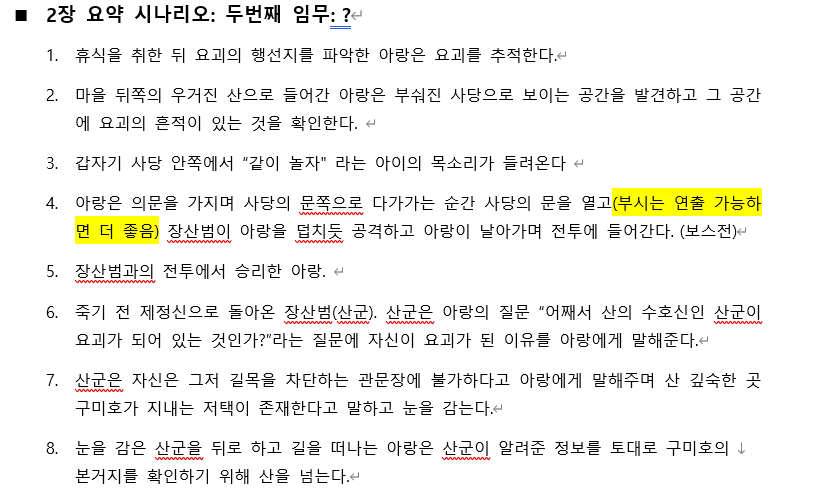 ■ 2장 요약 시나리오: 두번째 임무: ?
1. 휴식을 취한 뒤 요괴의 행선지를 파악한 아랑은 요괴를 추적한다.
2. 마을 뒤쪽의 우거진 산으로 들어간 아랑은 부숴진 사당으로 보이는 공간을 발견하고 그 공간
에 요괴의 흔적이 있는 것을 확인한다.
3. 갑자기 사당 안쪽에서 “같이 놀자" 라는 아이의 목소리가 들려온다
4. 아랑은 의문을 가지며 사당의 문쪽으로 다가가는 순간 사당의 문을 열고(부시는 연출 가능하
면 더 좋음) 장산범이 아랑을 덥치듯 공격하고 아랑이 날아가며 전투에 들어간다. (보스전)
5. 장산범과의 전투에서 승리한 아랑.
6. 죽기 전 제정신으로 돌아온 장산범(산군). 산군은 아랑의 질문 “어째서 산의 수호신인 산군이
요괴가 되어 있는 것인가?”라는 질문에 자신이 요괴가 된 이유를 아랑에게 말해준다.
7. 산군은 자신은 그저 길목을 차단하는 관문장에 불가하다고 아랑에게 말해주며 산 깊숙한 곳
구미호가 지내는 저택이 존재한다고 말하고 눈을 감는다.
8. 눈을 감은 산군을 뒤로 하고 길을 떠나는 아랑은 산군이 알려준 정보를 토대로 구미호의
본거지를 확인하기 위해 산을 넘는다.